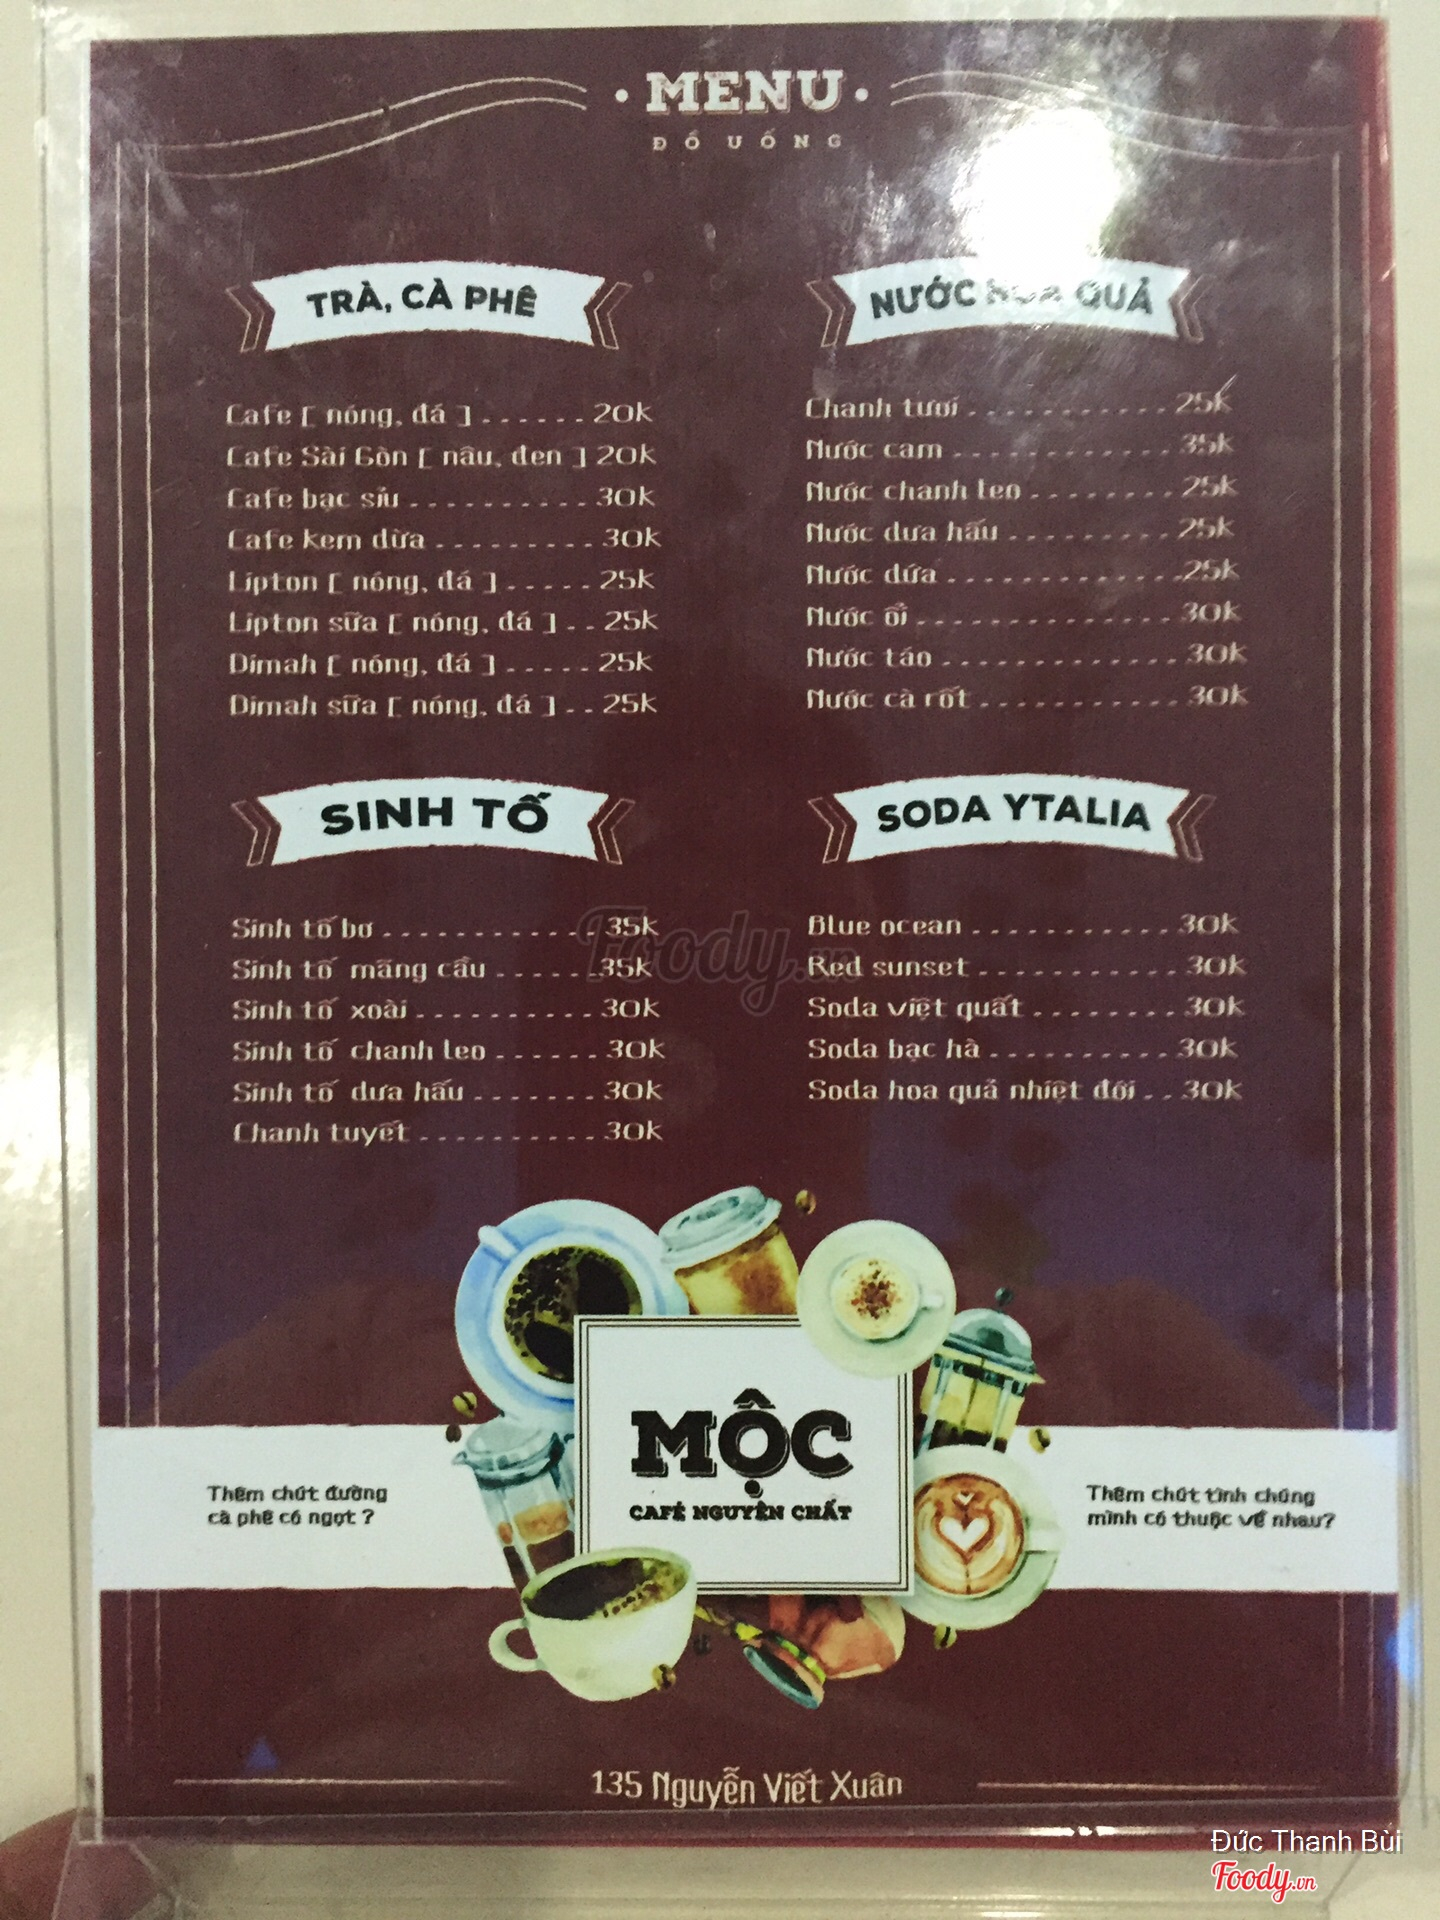 MENU
ĐỒ UỐNG
TRÀ, CÀ PHÊ
Cafe [ nóng, đá ] . . . . . . 20k
Cafe Sài Gòn [ nâu, đen ] 20k
Cafe bạc sỉu . . . . . . . . . . 30k
Cafe kem dừa . . . . . . . . . 30k
Lipton [ nóng, đá ] . . . . . 25k
Lipton sữa [ nóng, đá ] . . 25k
Dimah [ nóng, đá ] . . . . . 25k
Dimah sữa [ nóng, đá ] . . 25k
NƯỚC HOA QUẢ
Chanh tươi . . . . . . . . . . . 25k
Nước cam . . . . . . . . . . . . 35k
Nước chanh leo . . . . . . . . 25k
Nước dưa hấu . . . . . . . . . 25k
Nước dứa . . . . . . . . . . . . 25k
Nước ổi . . . . . . . . . . . . . . 30k
Nước táo . . . . . . . . . . . . . 30k
Nước cà rốt . . . . . . . . . . . 30k
SINH TỐ
Sinh tố bơ . . . . . . . . . . . . 35k
Sinh tố mãng cầu . . . . . . 35k
Sinh tố xoài . . . . . . . . . . 30k
Sinh tố chanh leo . . . . . . 30k
Sinh tố dưa hấu . . . . . . . 30k
Chanh tuyết . . . . . . . . . . 30k
SODA YTALIA
Blue ocean . . . . . . . . . . . 30k
Red sunset . . . . . . . . . . . 30k
Soda việt quất . . . . . . . . 30k
Soda bạc hà . . . . . . . . . . 30k
Soda hoa quả nhiệt đới . . 30k
Foody.vn
MỘC
CAFÉ NGUYÊN CHẤT
Thêm chút đường
cà phê có ngọt ?
Thêm chút tình chúng
mình có thuộc về nhau?
135 Nguyễn Viết Xuân
Đức Thanh Bùi
Foody.vn